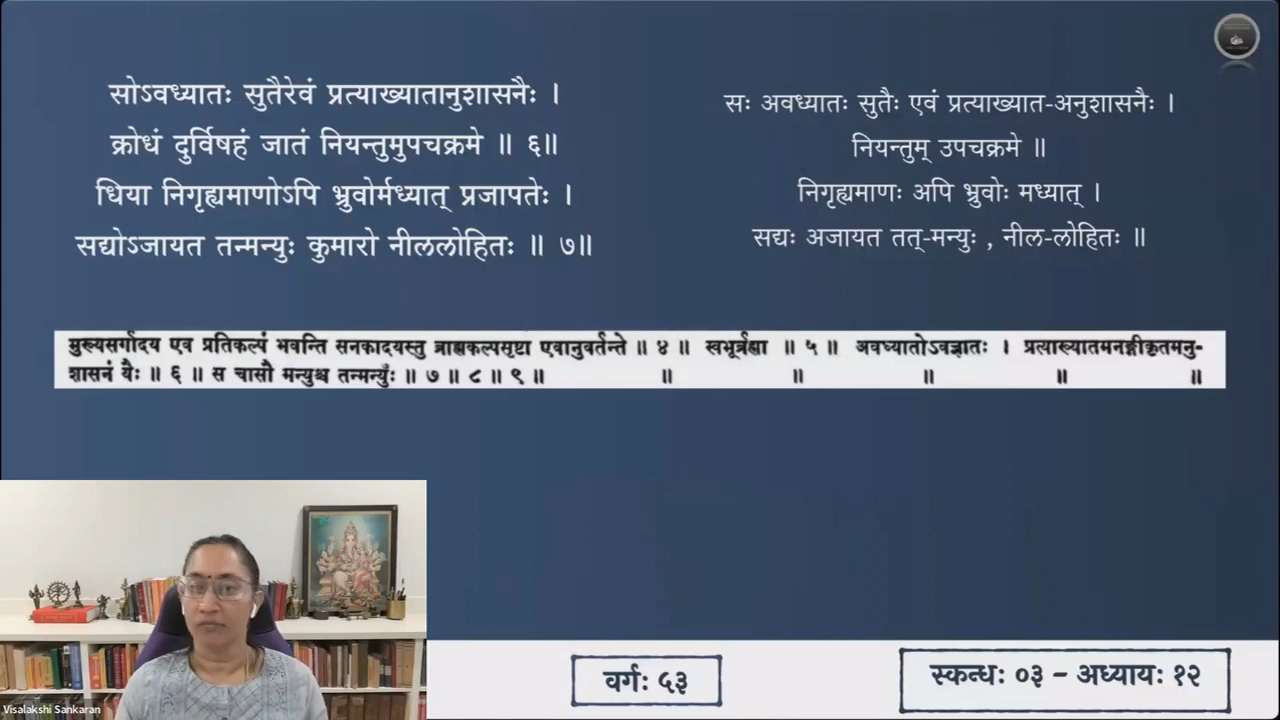 सोऽवध्यातः सुतैरेवं प्रत्याख्यातानुशासनैः ।
क्रोधं दुर्विषहं जातं नियन्तुमुपचक्रमे ॥ ६॥
धिया निगृह्यमाणोऽपि भ्रुवोर्मध्यात् प्रजापतेः ।
सद्योऽजायत तन्मन्युः कुमारो नीललोहितः ॥ ७॥
सः अवध्यातः सुतैः एवं प्रत्याख्यात-अनुशासनैः ।
नियन्तुम् उपचक्रमे ॥
निगृह्यमाणः अपि भ्रुवोः मध्यात् ।
सद्यः अजायत तत्-मन्युः , नील-लोहितः ॥
मुख्यसर्गादय एव प्रतिकल्पं भवन्ति सनकादयस्तु ब्राह्मकल्पसृष्टा एवानुवर्तन्ते ॥ ४ ॥ स्वभूर्ब्रह्मा ॥ ५ ॥ अवध्यातोऽवज्ञातः । प्रत्याख्यातमनङ्गीकृतमनु-
शासनं यैः ॥ ६ ॥ स चासौ मन्युश्च तन्मन्युः ॥ ७ ॥ ८ ॥ ९ ॥ ॥ ॥ ॥ ॥ ॥
Visalakshi Sankaran
वर्गः ५३
स्कन्धः ०३ – अध्यायः १२